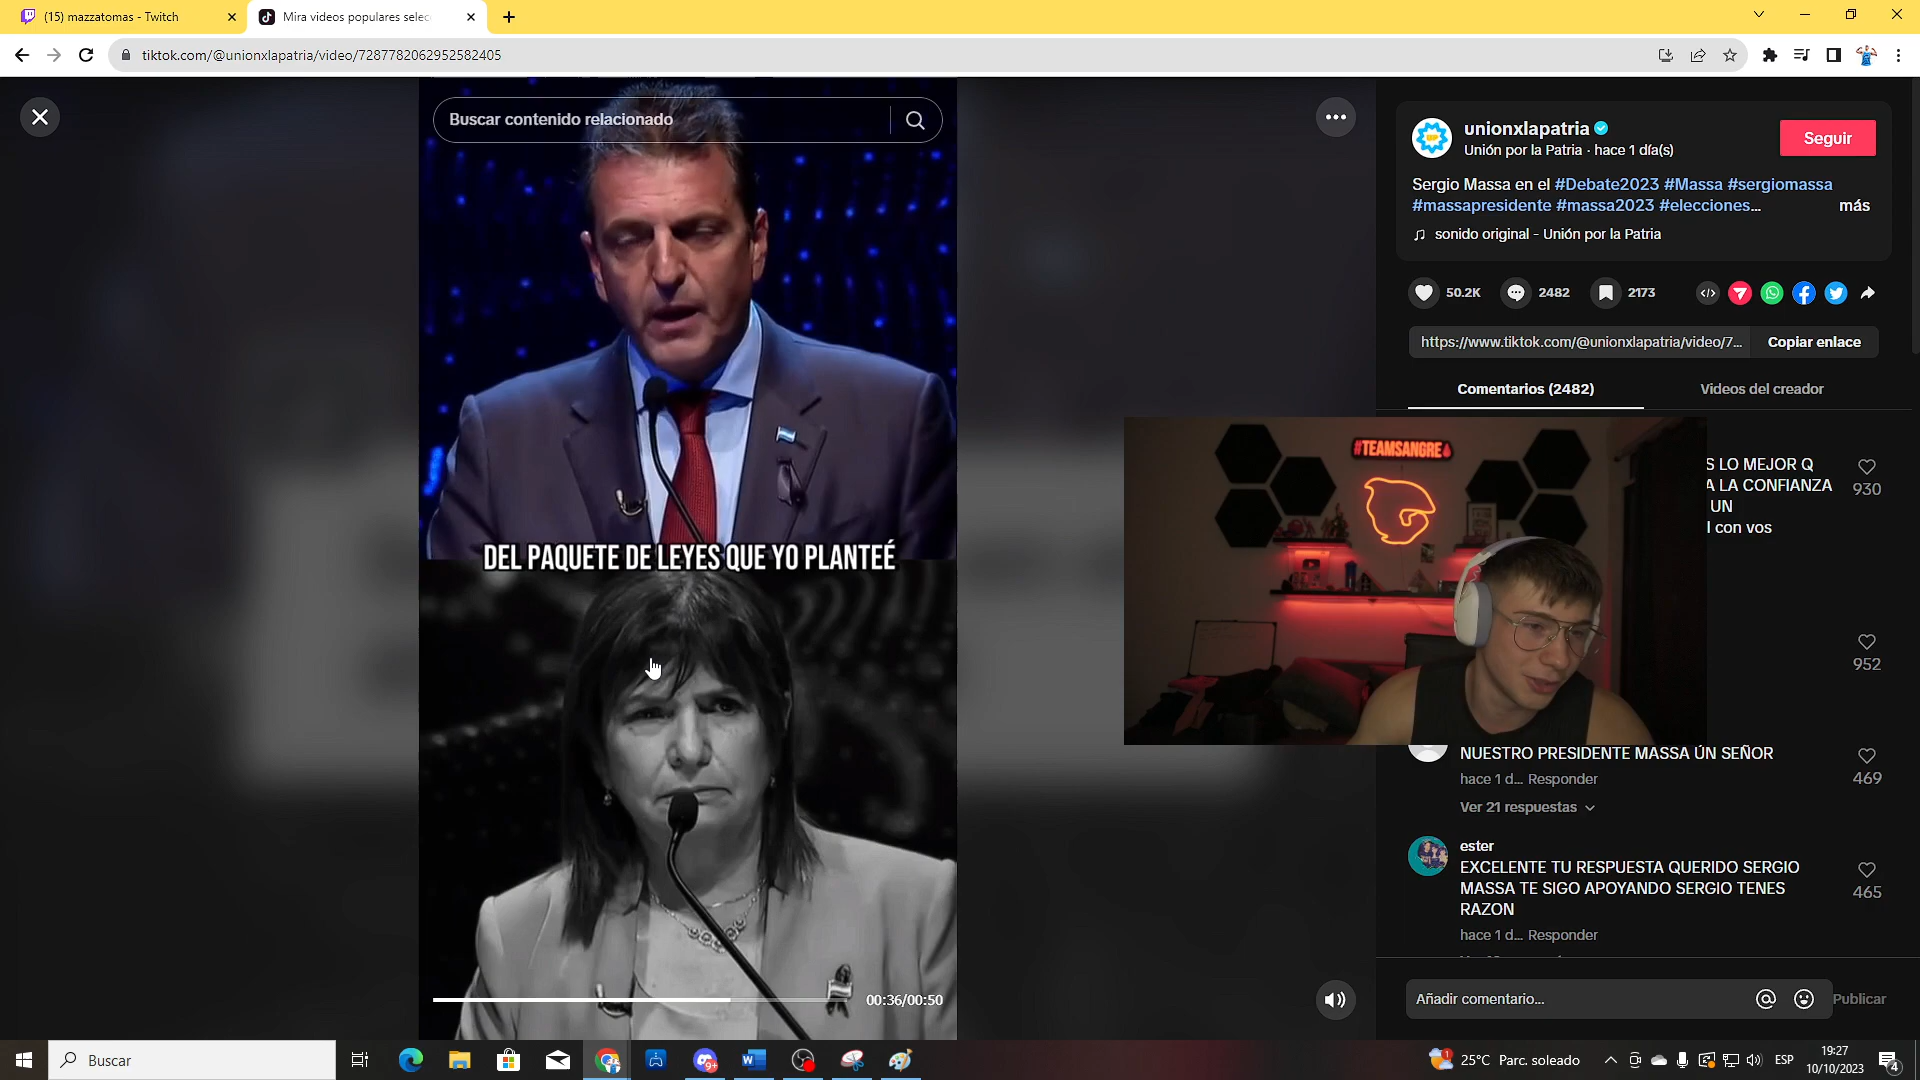 (15) mazzatomas - Twitch
Mira videos populares selec
tiktok.com/@unionxlapatria/video/7287782062952582405
Buscar contenido relacionado
unionxlapatria
Unión por la Patria · hace 1 día(s)
Seguir
Sergio Massa en el #Debate2023 #Massa #sergiomassa
#massapresidente #massa2023 #elecciones...
más
sonido original - Unión por la Patria
50.2K
2482
2173
https://www.tiktok.com/@unionxlapatria/video/7...
Copiar enlace
Comentarios (2482)
Videos del creador
#TEAMSANGRE
S LO MEJOR Q
A LA CONFIANZA
UN
l con vos
930
DEL PAQUETE DE LEYES QUE YO PLANTEÉ
952
NUESTRO PRESIDENTE MASSA ÚN SEÑOR
hace 1 d... Responder
469
Ver 21 respuestas
ester
EXCELENTE TU RESPUESTA QUERIDO SERGIO
MASSA TE SIGO APOYANDO SERGIO TENES
RAZON
465
hace 1 d... Responder
00:36/00:50
Añadir comentario...
Publicar
Buscar
9+
25°C Parc. soleado
ESP
19:27
10/10/2023
4